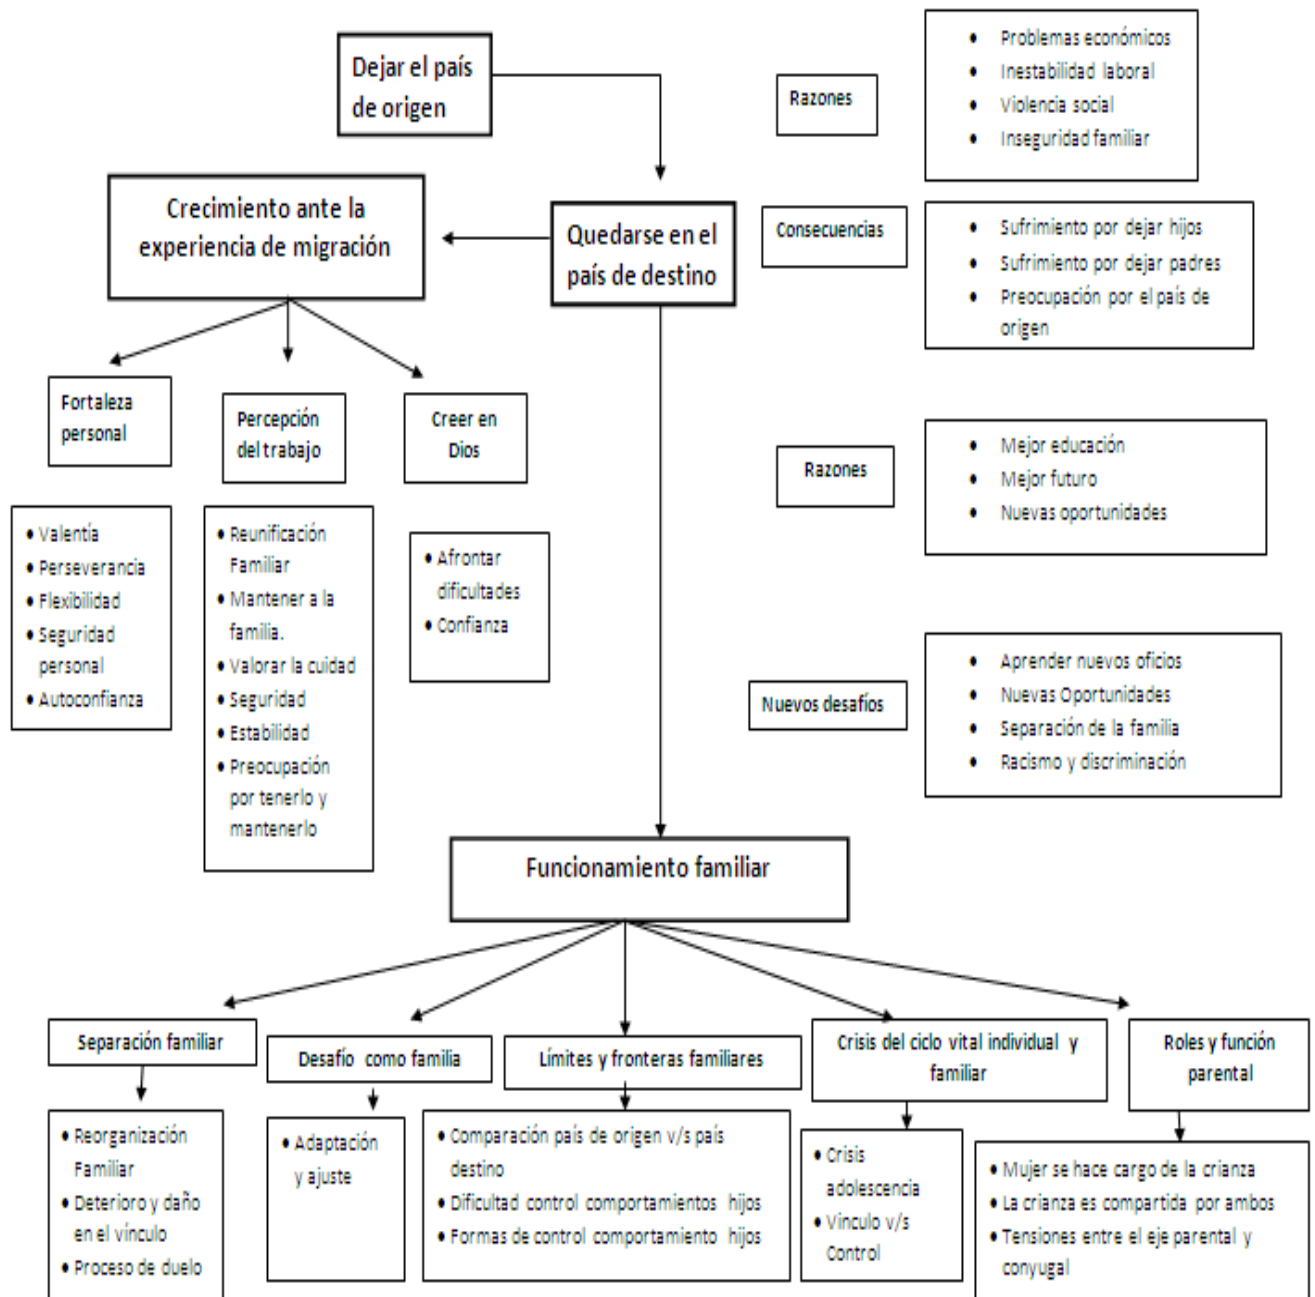 Dejar el país
de origen
Razones
• Problemas económicos
• Inestabilidad laboral
• Violencia social
• Inseguridad familiar
Crecimiento ante la
experiencia de migración
Quedarse en el
país de destino
Consecuencias
• Sufrimiento por dejar hijos
• Sufrimiento por dejar padres
• Preocupación por el país de
origen
Fortaleza
personal
Percepción
del trabajo
Creer en
Dios
Razones
• Mejor educación
• Mejor futuro
• Nuevas oportunidades
• Valentía
• Perseverancia
• Flexibilidad
• Seguridad
personal
• Autoconfianza
• Reunificación
Familiar
• Mantener a la
familia.
• Valorar la cuidad
• Seguridad
• Estabilidad
• Preocupación
por tenerlo y
mantenerlo
• Afrontar
dificultades
• Confianza
Nuevos desafíos
• Aprender nuevos oficios
• Nuevas Oportunidades
• Separación de la familia
• Racismo y discriminación
Funcionamiento familiar
Separación familiar
Desafío como familia
Límites y fronteras familiares
Crisis del ciclo vital individual y
familiar
Roles y función
parental
• Reorganización
Familiar
• Deterioro y daño
en el vínculo
• Proceso de duelo
• Adaptación
y ajuste
• Comparación país de origen v/s país
destino
• Dificultad control comportamientos hijos
• Formas de control comportamiento hijos
• Crisis
adolescencia
• Vinculo v/s
Control
• Mujer se hace cargo de la crianza
• La crianza es compartida por ambos
• Tensiones entre el eje parental y
conyugal